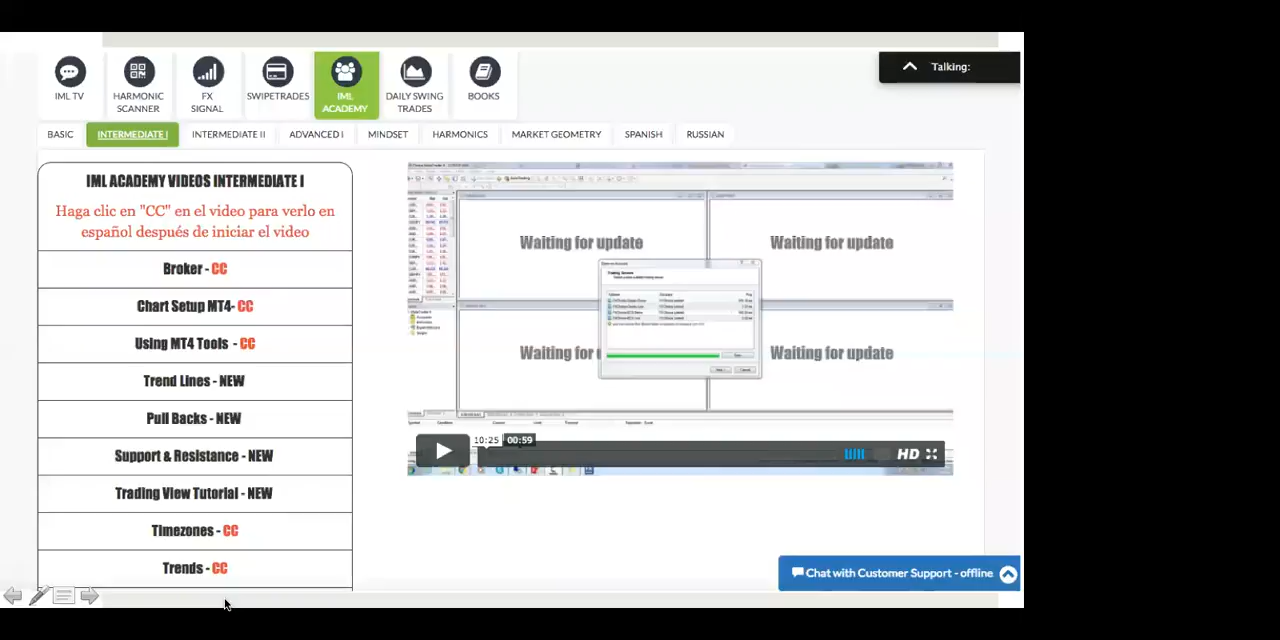 IML TV
HARMONIC
SCANNER
FX
SIGNAL
SWIPETRADES
IML
ACADEMY
DAILY SWING
TRADES
BOOKS
Talking:
BASIC
INTERMEDIATE I
INTERMEDIATE II
ADVANCED I
MINDSET
HARMONICS
MARKET GEOMETRY
SPANISH
RUSSIAN
IML ACADEMY VIDEOS INTERMEDIATE I
Haga clic en "CC" en el video para verlo en
español después de iniciar el video
Broker - CC
Chart Setup MT4- CC
Using MT4 Tools - CC
Trend Lines - NEW
Pull Backs - NEW
Support & Resistance - NEW
Trading View Tutorial - NEW
Timezones - CC
Trends - CC
Waiting for update
Waiting for update
Waiting for u
Waiting for update
10:25 00:59
HD
Chat with Customer Support - offline